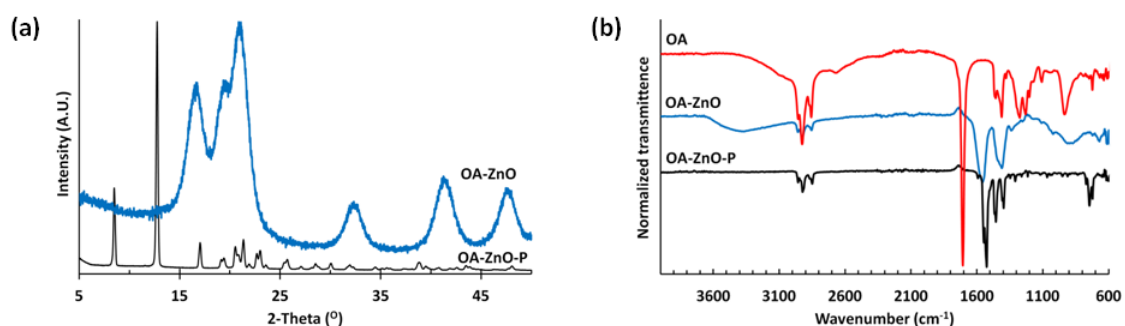 (a)
Intensity (A.U.)
OA-ZnO
OA-ZnO-P
5 15 25 35 45
2-Theta (O)
(b)
Normalized transmittence
OA
OA-ZnO
OA-ZnO-P
3600 3100 2600 2100 1600 1100 600
Wavenumber (cm-1)